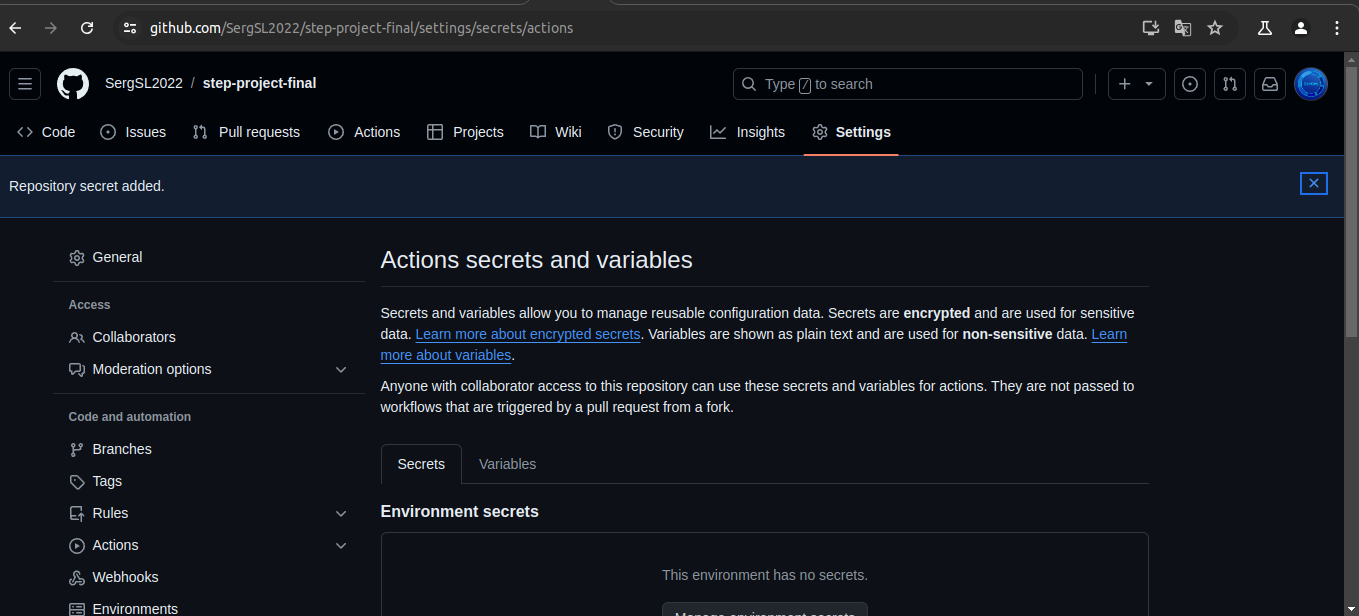 github.com/SergSL2022/step-project-final/settings/secrets/actions
SergSL2022 / step-project-final
Type / to search
Code
Issues
Pull requests
Actions
Projects
Wiki
Security
Insights
Settings
Repository secret added.
General
Access
Collaborators
Moderation options
Code and automation
Branches
Tags
Rules
Actions
Webhooks
Environments
Actions secrets and variables
Secrets and variables allow you to manage reusable configuration data. Secrets are encrypted and are used for sensitive
data. Learn more about encrypted secrets. Variables are shown as plain text and are used for non-sensitive data. Learn
more about variables.
Anyone with collaborator access to this repository can use these secrets and variables for actions. They are not passed to
workflows that are triggered by a pull request from a fork.
Secrets
Variables
Environment secrets
This environment has no secrets.
Manage environment secrets